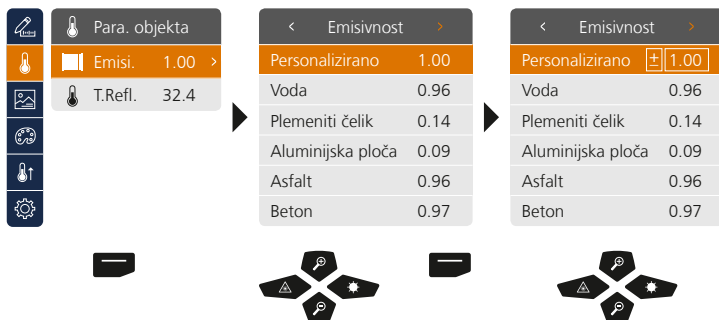 Para. objekta
Emisi. 1.00 >
T.Refl. 32.4
< Emisivnost >
Personalizirano 1.00
Voda 0.96
Plemeniti čelik 0.14
Aluminijska ploča 0.09
Asfalt 0.96
Beton 0.97
< Emisivnost >
Personalizirano ± 1.00
Voda 0.96
Plemeniti čelik 0.14
Aluminijska ploča 0.09
Asfalt 0.96
Beton 0.97